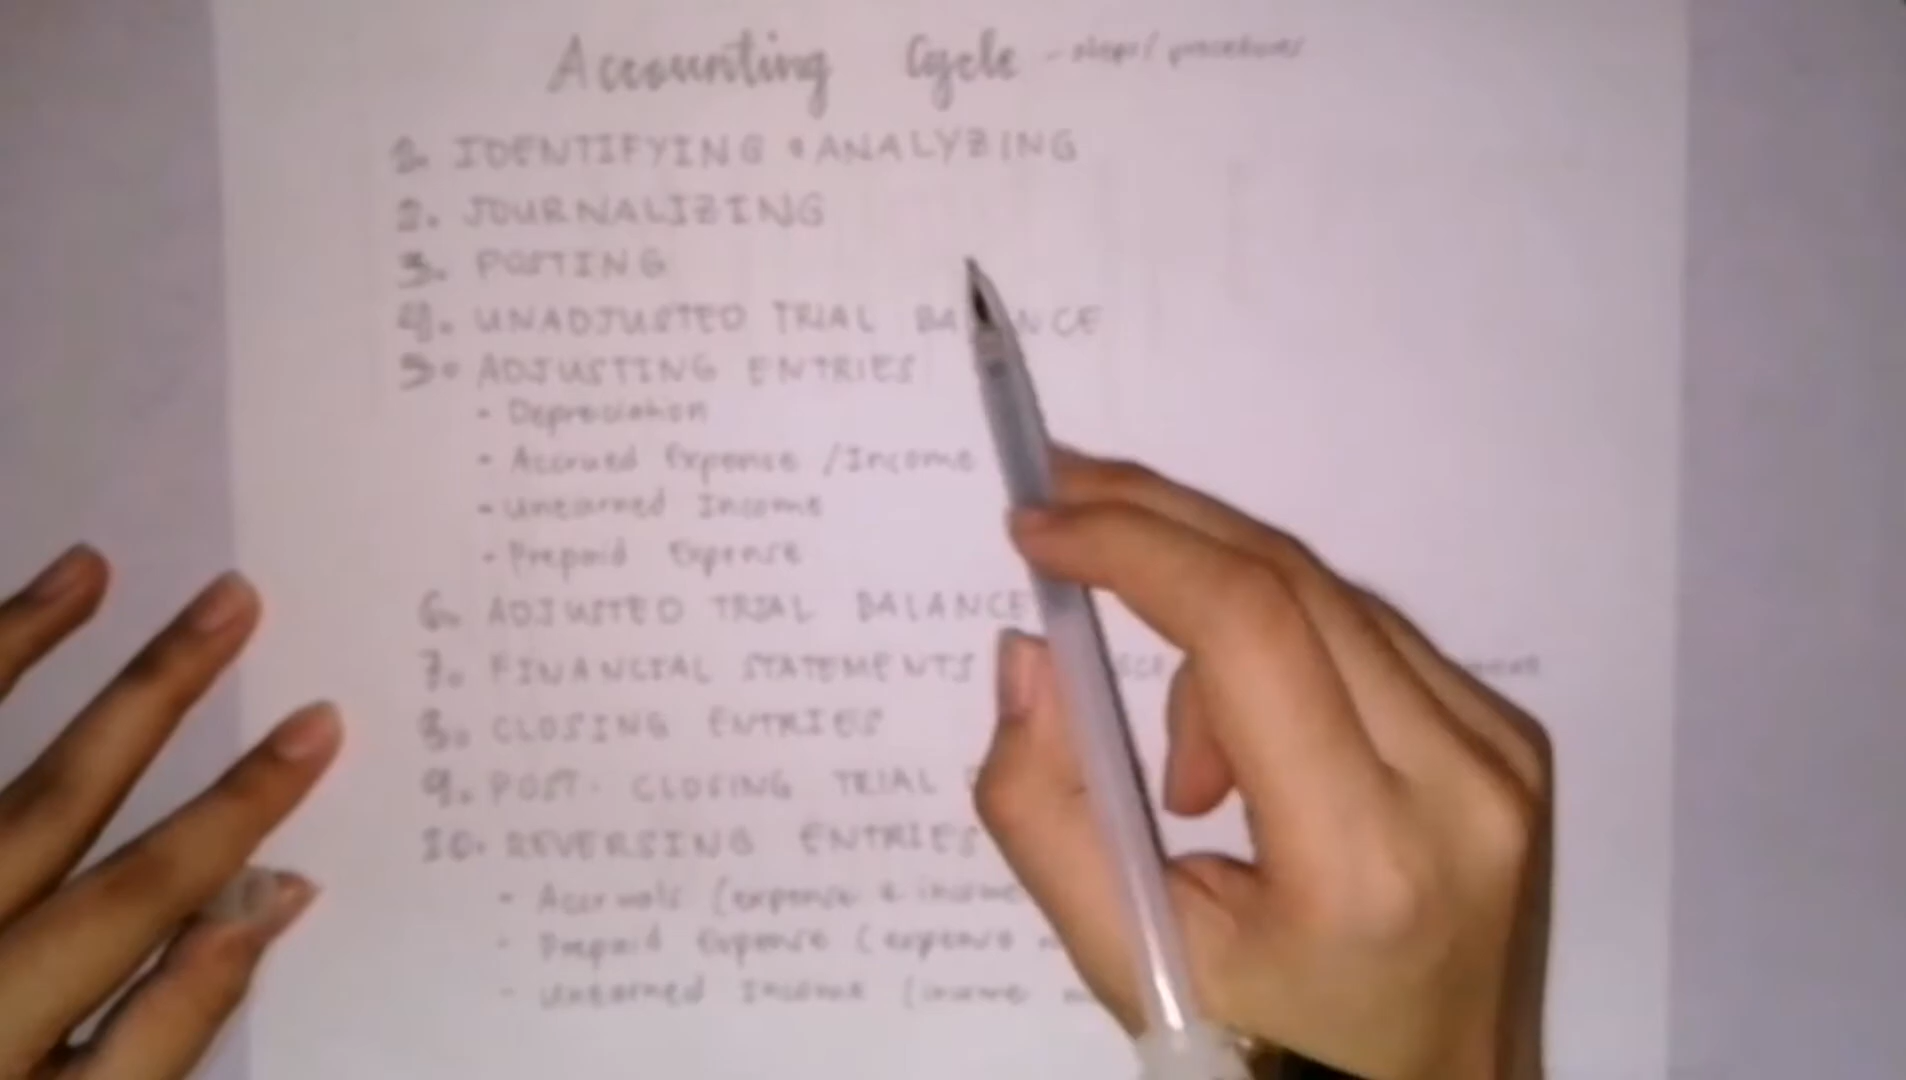 Accounting Cycle - steps / procedures
1. IDENTIFYING & ANALYZING
2. JOURNALIZING
3. POSTING
4. UNADJUSTED TRIAL BALANCE
5. ADJUSTING ENTRIES
- Depreciation
- Accrued Expense / Income
- Unearned Income
- Prepaid Expense
6. ADJUSTED TRIAL BALANCE
7. FINANCIAL STATEMENTS
8. CLOSING ENTRIES
9. POST-CLOSING TRIAL
10. REVERSING ENTRIES
- Accruals (expense & income
- Prepaid Expense (expense
- Unearned Income (income